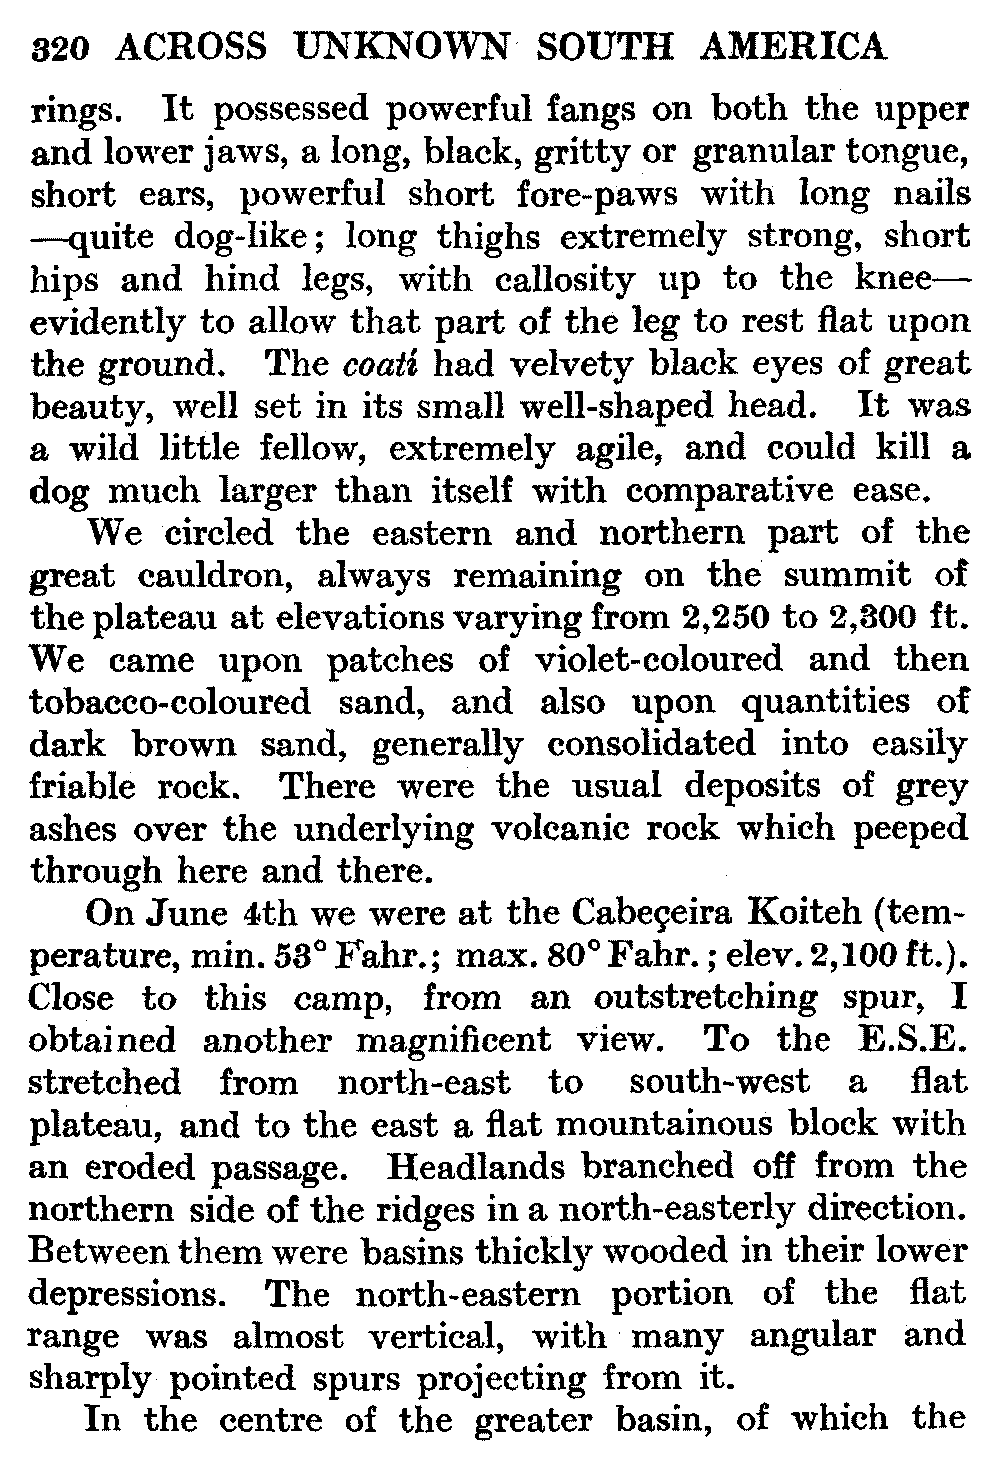 320 ACROSS UNKNOWN SOUTH AMERICA
rings. It possessed powerful fangs on both the upper
and lower jaws, a long, black, gritty or granular tongue,
short ears, powerful short fore-paws with long nails
—quite dog-like; long thighs extremely strong, short
hips and hind legs, with callosity up to the knee—
evidently to allow that part of the leg to rest flat upon
the ground. The coati had velvety black eyes of great
beauty, well set in its small well-shaped head. It was
a wild little fellow, extremely agile, and could kill a
dog much larger than itself with comparative ease.
We circled the eastern and northern part of the
great cauldron, always remaining on the summit of
the plateau at elevations varying from 2,250 to 2,300 ft.
We came upon patches of violet-coloured and then
tobacco-coloured sand, and also upon quantities of
dark brown sand, generally consolidated into easily
friable rock. There were the usual deposits of grey
ashes over the underlying volcanic rock which peeped
through here and there.
On June 4th we were at the Cabeçeira Koiteh (tem-
perature, min. 53° Fahr.; max. 80° Fahr.; elev. 2,100 ft.).
Close to this camp, from an outstretching spur, I
obtained another magnificent view. To the E.S.E.
stretched from north-east to south-west a flat
plateau, and to the east a flat mountainous block with
an eroded passage. Headlands branched off from the
northern side of the ridges in a north-easterly direction.
Between them were basins thickly wooded in their lower
depressions. The north-eastern portion of the flat
range was almost vertical, with many angular and
sharply pointed spurs projecting from it.
In the centre of the greater basin, of which the